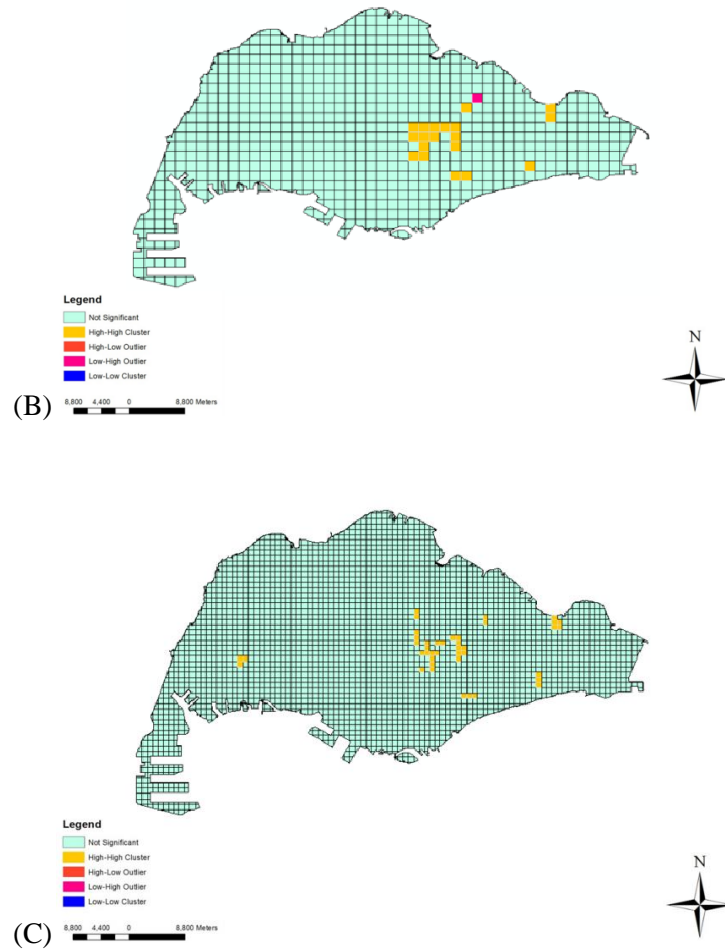 Legend
Not Significant
High-High Cluster
High-Low Outlier
Low-High Outlier
Low-Low Cluster
N
(B)
8,800 4,400 0 8,800 Meters
Legend
Not Significant
High-High Cluster
High-Low Outlier
Low-High Outlier
Low-Low Cluster
N
(C)
8,800 4,400 0 8,800 Meters